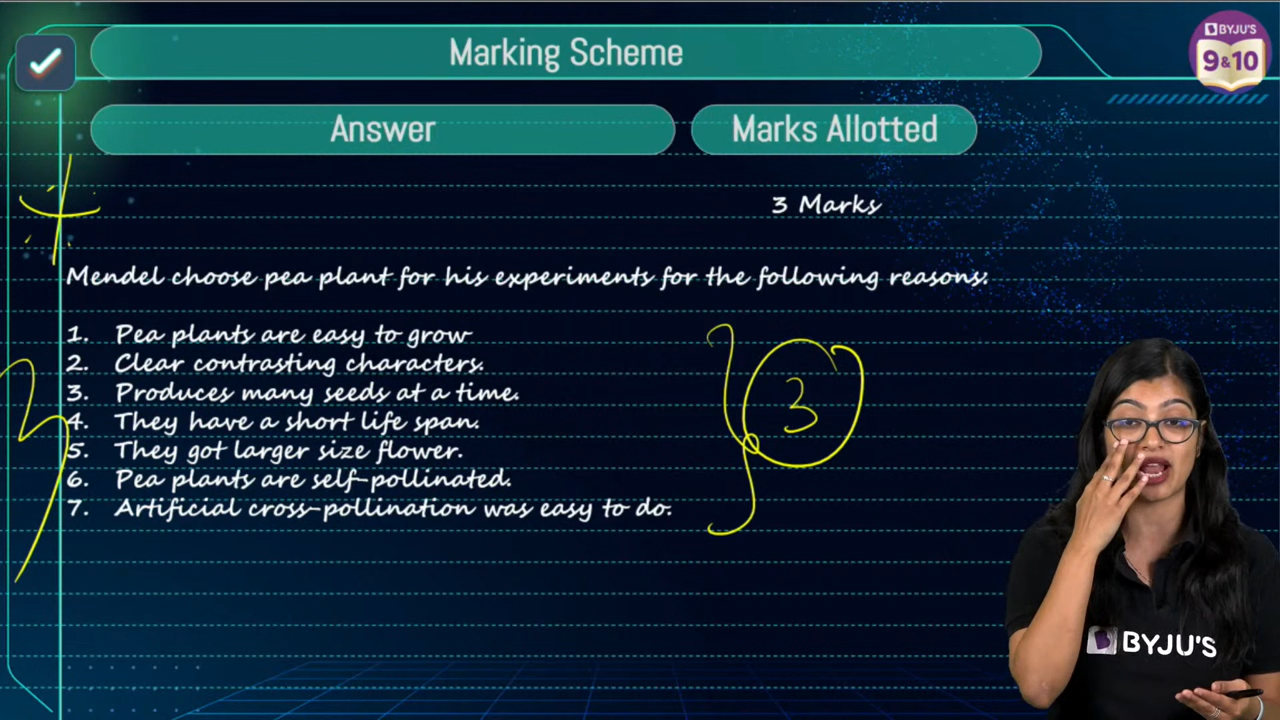 Marking Scheme
BYJU'S
9&10
Answer
Marks Allotted
3 Marks
Mendel choose pea plant for his experiments for the following reasons:
1. Pea plants are easy to grow
2. Clear contrasting characters.
3. Produces many seeds at a time.
4. They have a short life span.
5. They got larger size flower.
6. Pea plants are self-pollinated.
7. Artificial cross-pollination was easy to do.
3
BYJU'S